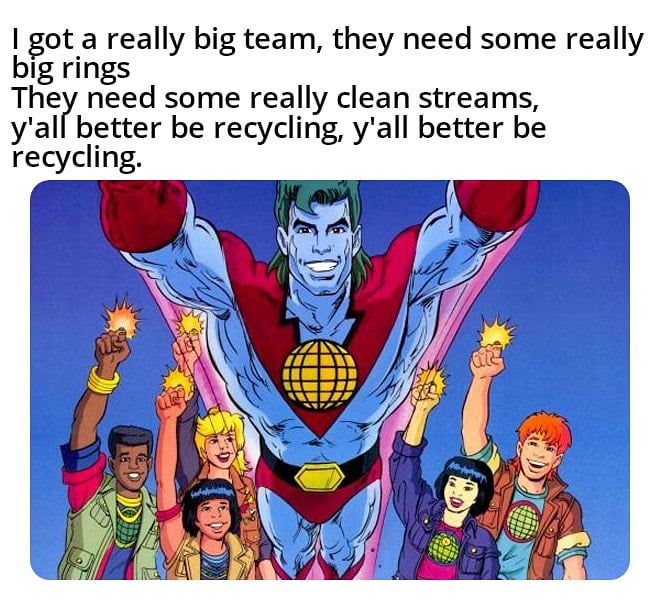 I got a really big team, they need some really
big rings
They need some really clean streams,
y'all better be recycling, y'all better be
recycling.